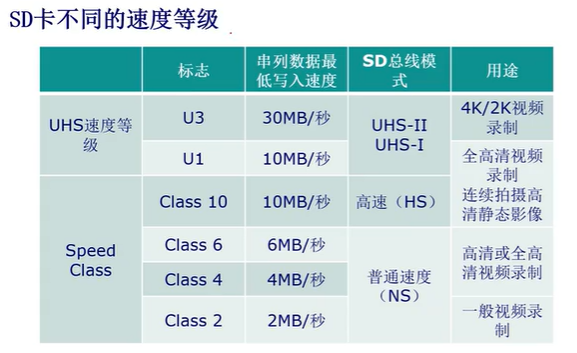 SD卡不同的速度等级
标志
串列数据最
低写入速度
SD总线模
式
用途
UHS速度等
级
U3
30MB/秒
UHS-II
UHS-I
4K/2K视频
录制
U1
10MB/秒
全高清视频
录制
连续拍摄高
清静态影像
Speed
Class
Class 10
10MB/秒
高速（HS）
Class 6
6MB/秒
普通速度
（NS）
高清或全高
清视频录制
Class 4
4MB/秒
Class 2
2MB/秒
一般视频录
制